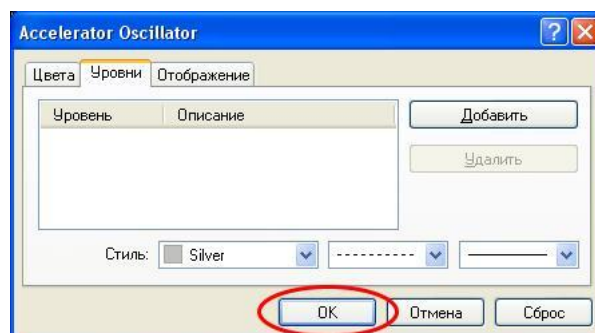 Accelerator Oscillator
Цвета Уровни Отображение
Уровень Описание
Добавить
Удалить
Стиль: Silver
OK Отмена Сброс